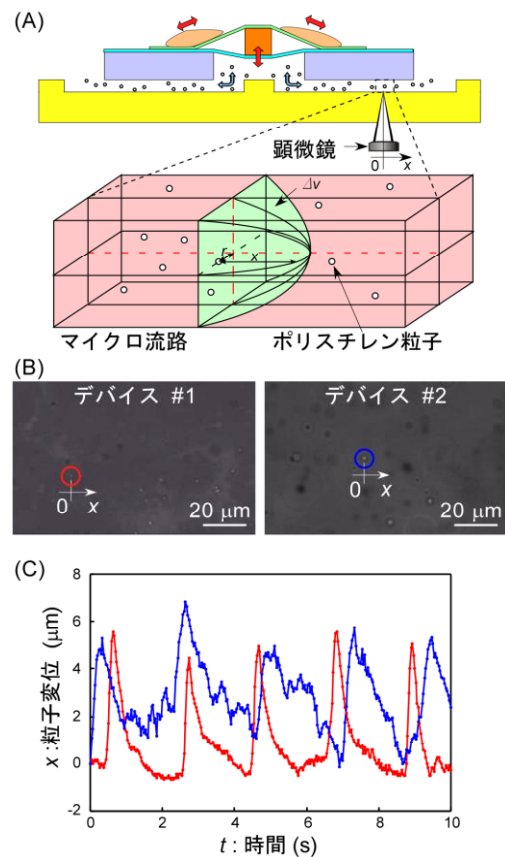 (A)
顕微鏡
0 x
Δv
r
x
マイクロ流路
ポリスチレン粒子
(B)
デバイス #1
0 x
20 μm
デバイス #2
0 x
20 μm
(C)
x :粒子変位 (μm)
8
6
4
2
0
-2
0 2 4 6 8 10
t : 時間 (s)